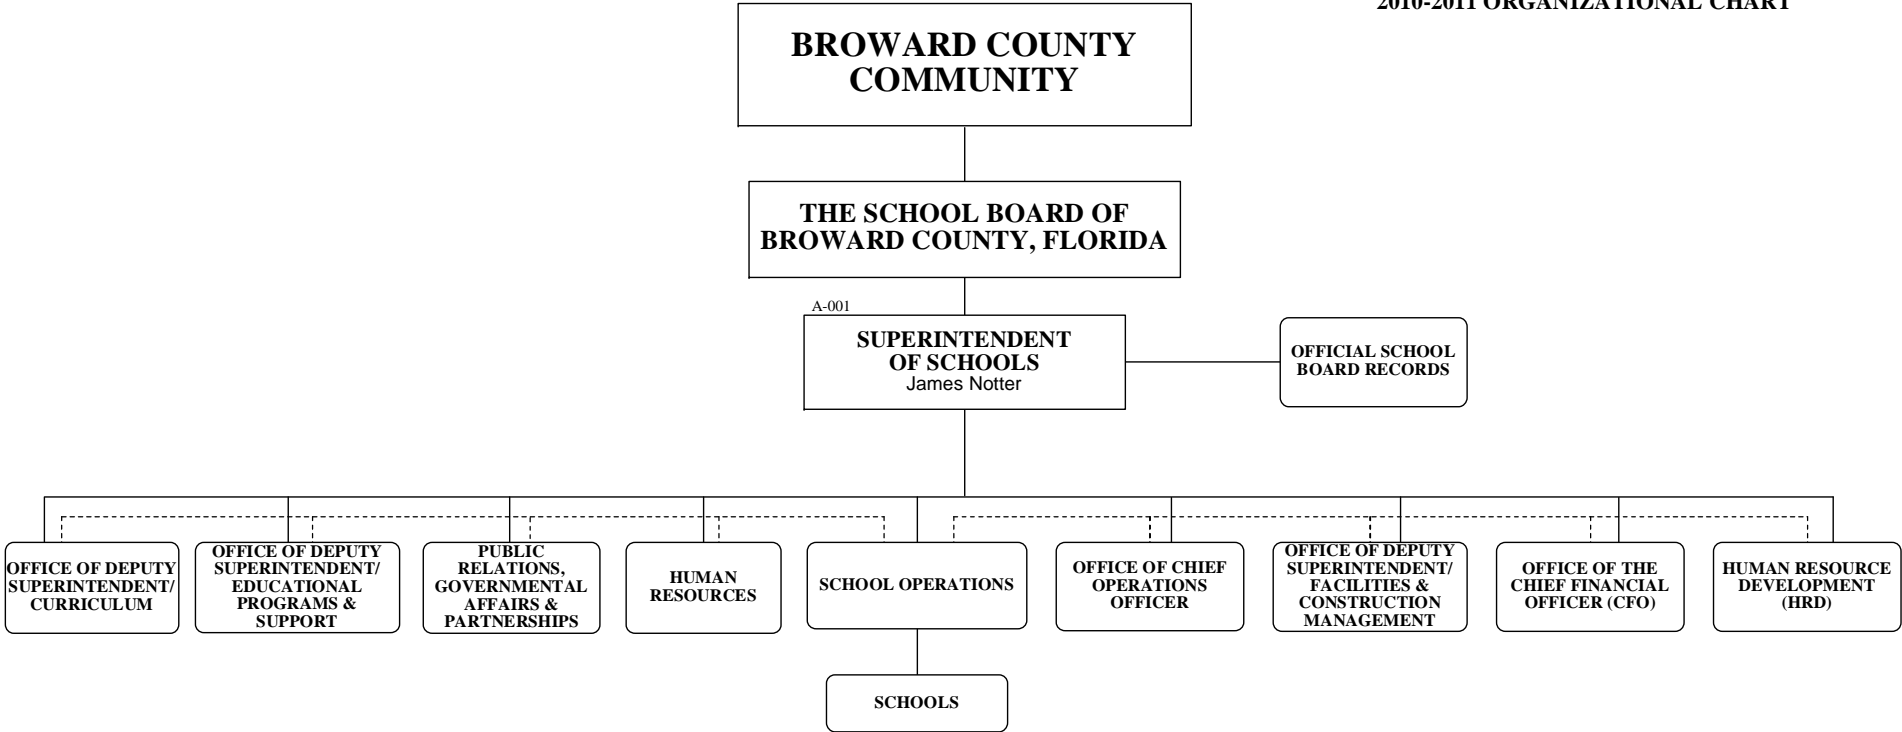 2010-2011 ORGANIZATIONAL CHART
BROWARD COUNTY
COMMUNITY
THE SCHOOL BOARD OF
BROWARD COUNTY, FLORIDA
A-001
SUPERINTENDENT
OF SCHOOLS
James Notter
OFFICIAL SCHOOL
BOARD RECORDS
OFFICE OF DEPUTY
SUPERINTENDENT/
CURRICULUM
OFFICE OF DEPUTY
SUPERINTENDENT/
EDUCATIONAL
PROGRAMS &
SUPPORT
PUBLIC
RELATIONS,
GOVERNMENTAL
AFFAIRS &
PARTNERSHIPS
HUMAN
RESOURCES
SCHOOL OPERATIONS
OFFICE OF CHIEF
OPERATIONS
OFFICER
OFFICE OF DEPUTY
SUPERINTENDENT/
FACILITIES &
CONSTRUCTION
MANAGEMENT
OFFICE OF THE
CHIEF FINANCIAL
OFFICER (CFO)
HUMAN RESOURCE
DEVELOPMENT
(HRD)
SCHOOLS